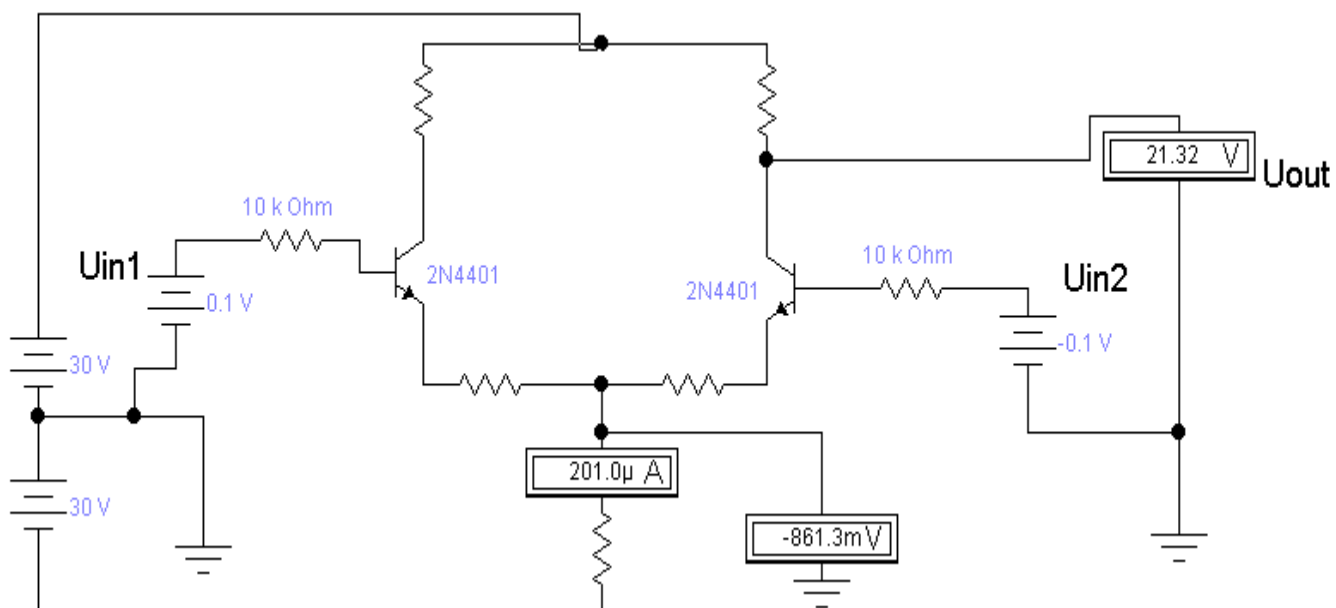 21.32 V
Uout
10 k Ohm
Uin1
0.1 V
2N4401
10 k Ohm
2N4401
Uin2
-0.1 V
30 V
201.0µ A
30 V
-861.3m V